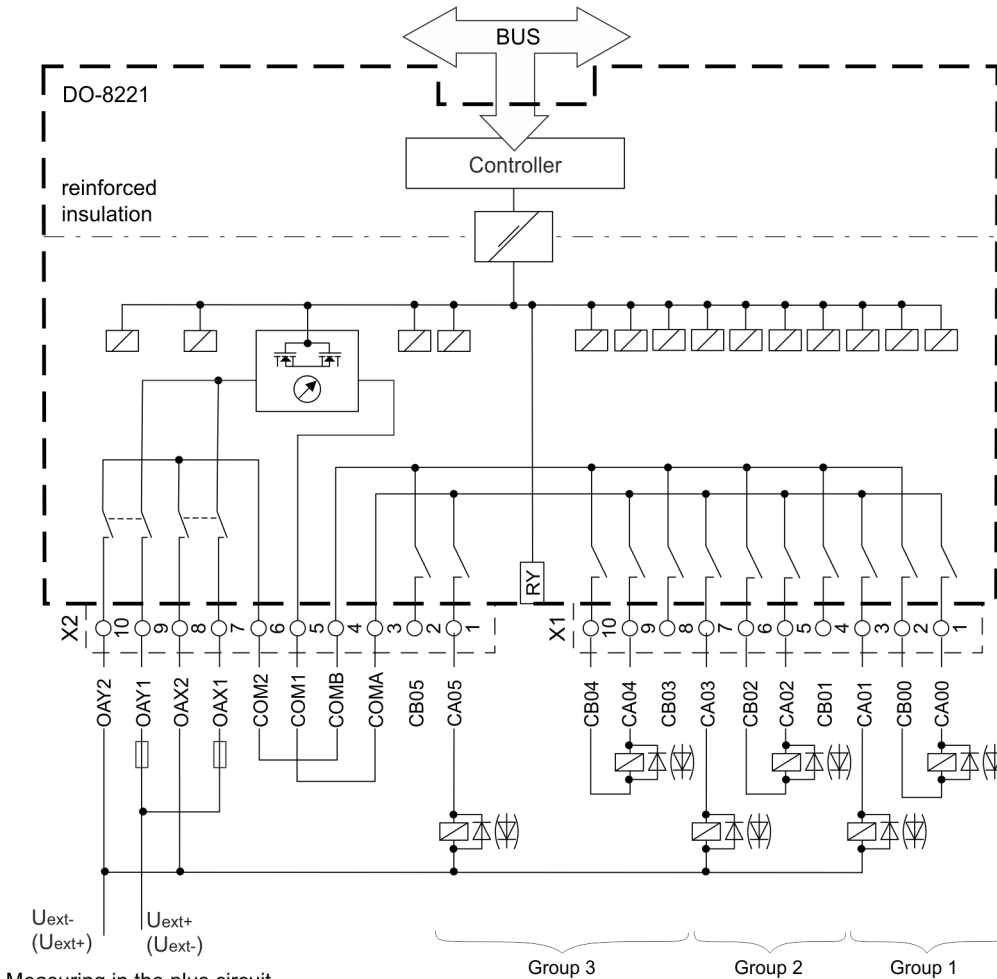 BUS
DO-8221
Controller
reinforced
insulation
RY
X2
10
9
8
7
6
5
4
3
2
1
X1
10
9
8
7
6
5
4
3
2
1
OAY2
OAY1
OAX2
OAX1
COM2
COM1
COMB
COMA
CB05
CA05
CB04
CA04
CB03
CA03
CB02
CA02
CB01
CA01
CB00
CA00
Uext-
(Uext+)
Uext+
(Uext-)
Group 3
Group 2
Group 1
Measuring in the plus circuit